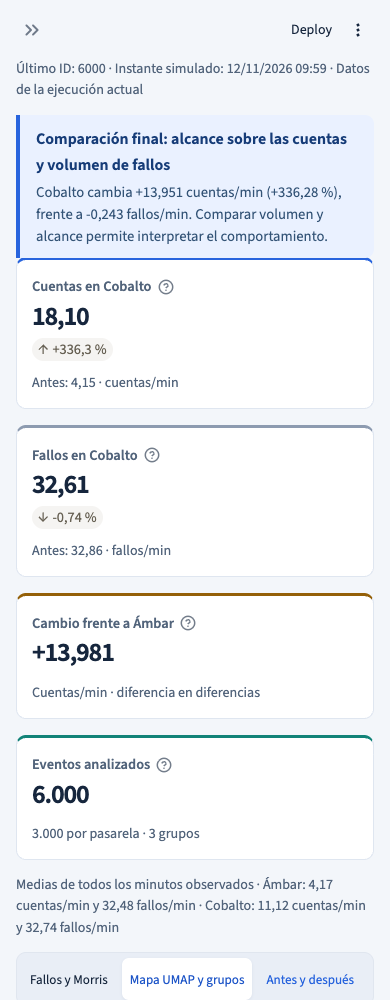 Deploy
Último ID: 6000 · Instante simulado: 12/11/2026 09:59 · Datos
de la ejecución actual
Comparación final: alcance sobre las cuentas
y volumen de fallos
Cobalto cambia +13,951 cuentas/min (+336,28 %),
frente a -0,243 fallos/min. Comparar volumen y
alcance permite interpretar el comportamiento.
Cuentas en Cobalto
18,10
↑ +336,3 %
Antes: 4,15 · cuentas/min
Fallos en Cobalto
32,61
↓ -0,74 %
Antes: 32,86 · fallos/min
Cambio frente a Ámbar
+13,981
Cuentas/min · diferencia en diferencias
Eventos analizados
6.000
3.000 por pasarela · 3 grupos
Medias de todos los minutos observados · Ámbar: 4,17
cuentas/min y 32,48 fallos/min · Cobalto: 11,12 cuentas/min
y 32,74 fallos/min
Fallos y Morris Mapa UMAP y grupos Antes y después